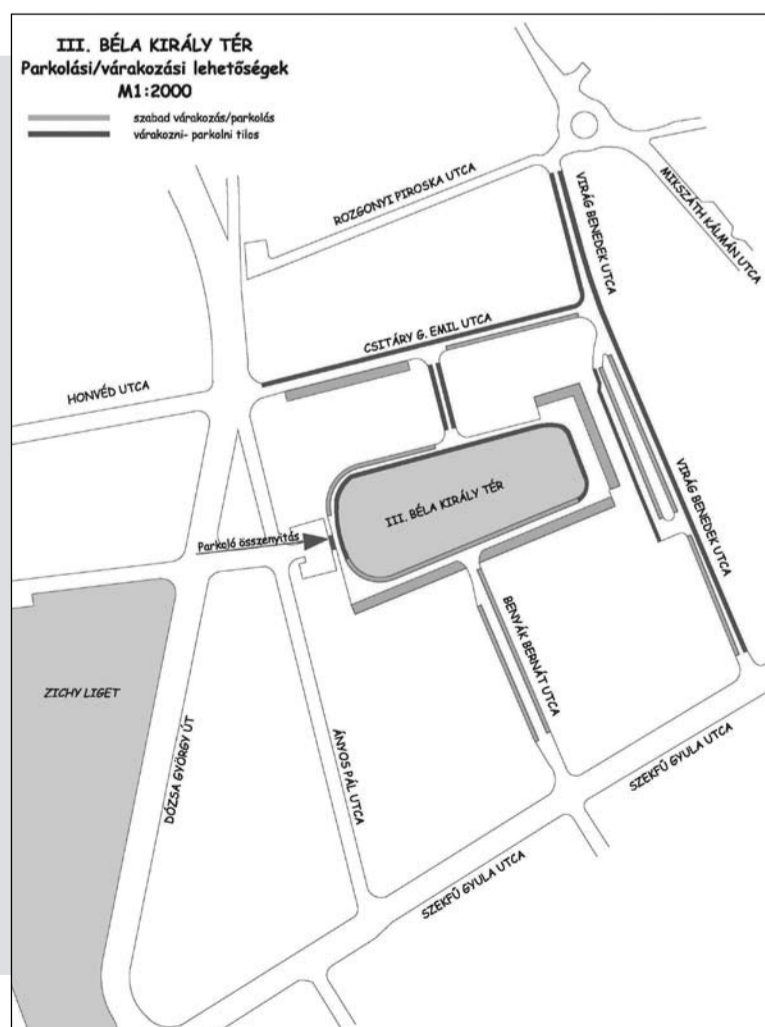 III. BÉLA KIRÁLY TÉR
Parkolási/várakozási lehetőségek
M1:2000
szabad várakozás/parkolás
várakozni- parkolni tilos
ROZGONYI PIROSKA UTCA
VIRÁG BENEDEK UTCA
MIKSZÁTH KÁLMÁN UTCA
CSITÁRY G. EMIL UTCA
HONVÉD UTCA
III. BÉLA KIRÁLY TÉR
VIRÁG BENEDEK UTCA
Parkoló összenyitás
BENYÁK BERNÁT UTCA
ZICHY LIGET
DÓZSA GYÖRGY ÚT
ÁNYOS PÁL UTCA
SZEKFŰ GYULA UTCA
SZEKFŰ GYULA UTCA